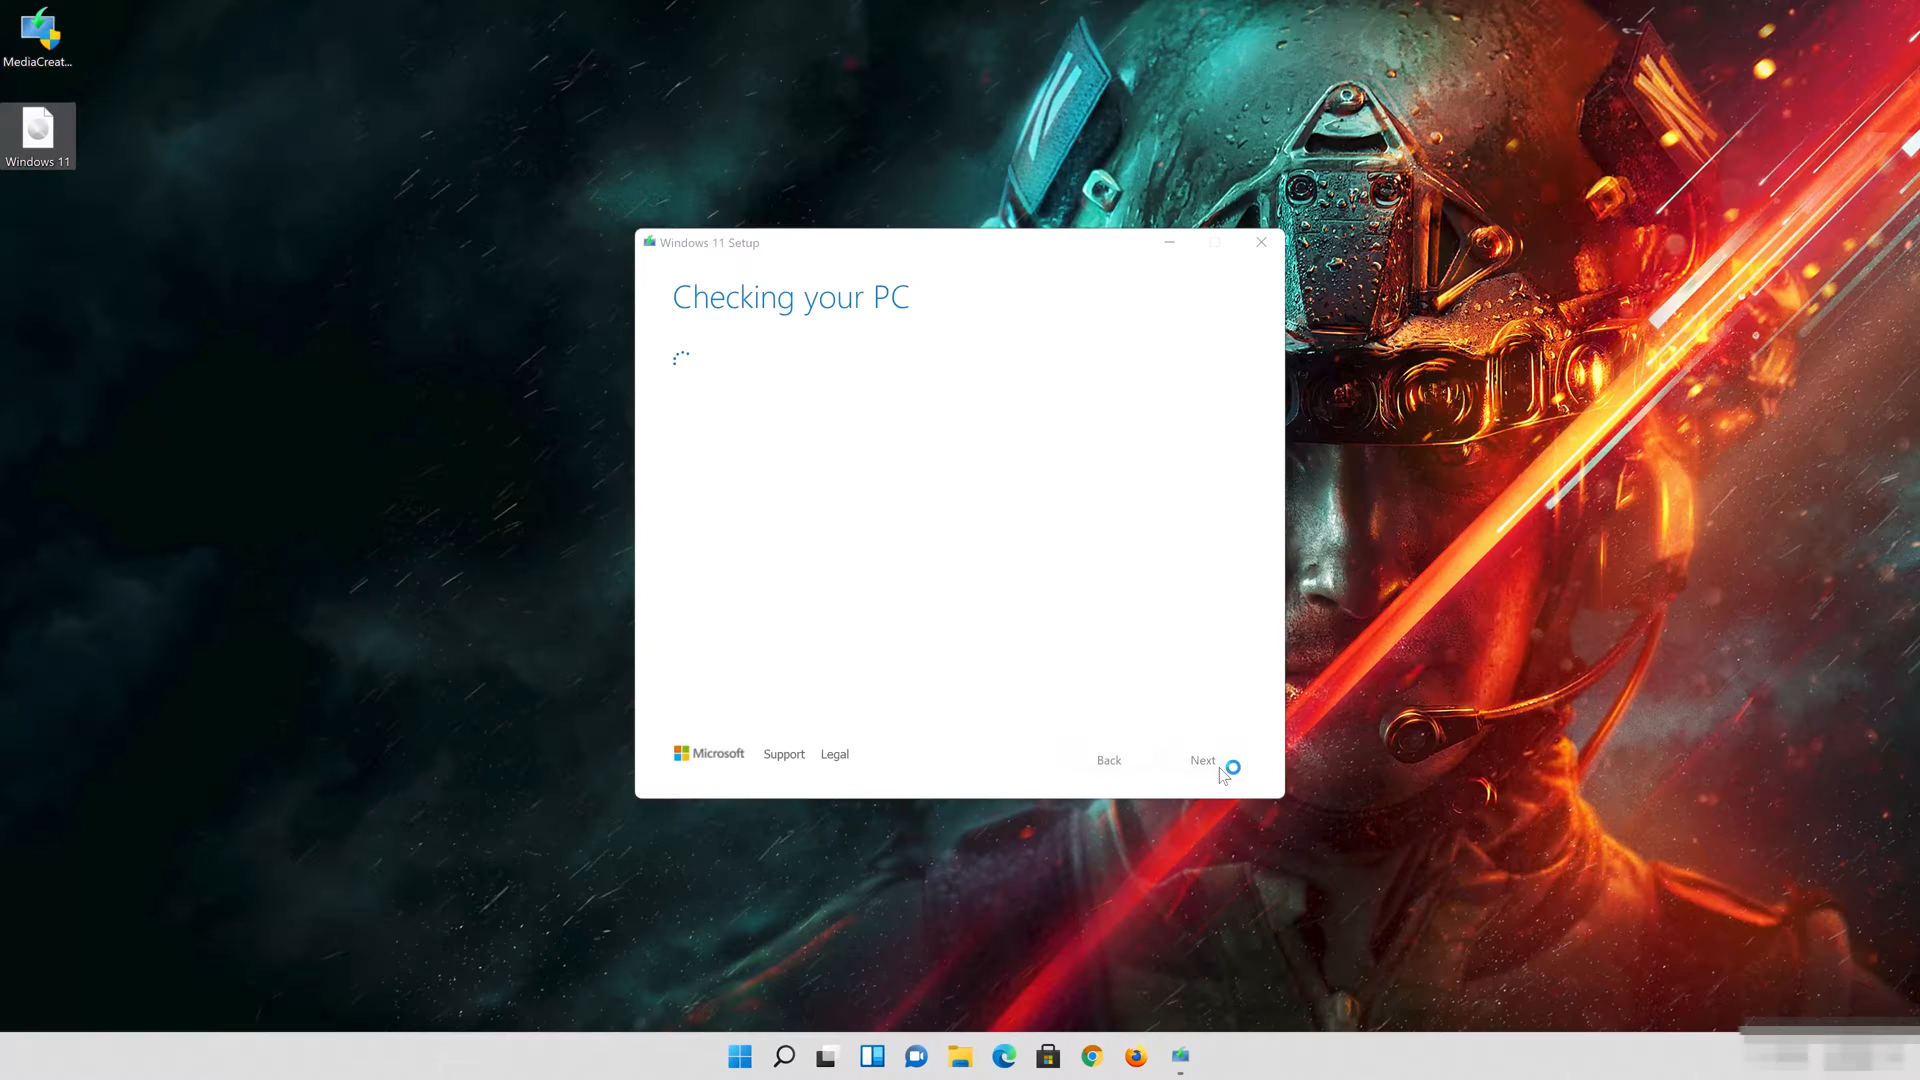 MediaCreat...
Windows 11
Windows 11 Setup
Checking your PC
Microsoft
Support
Legal
Back
Next